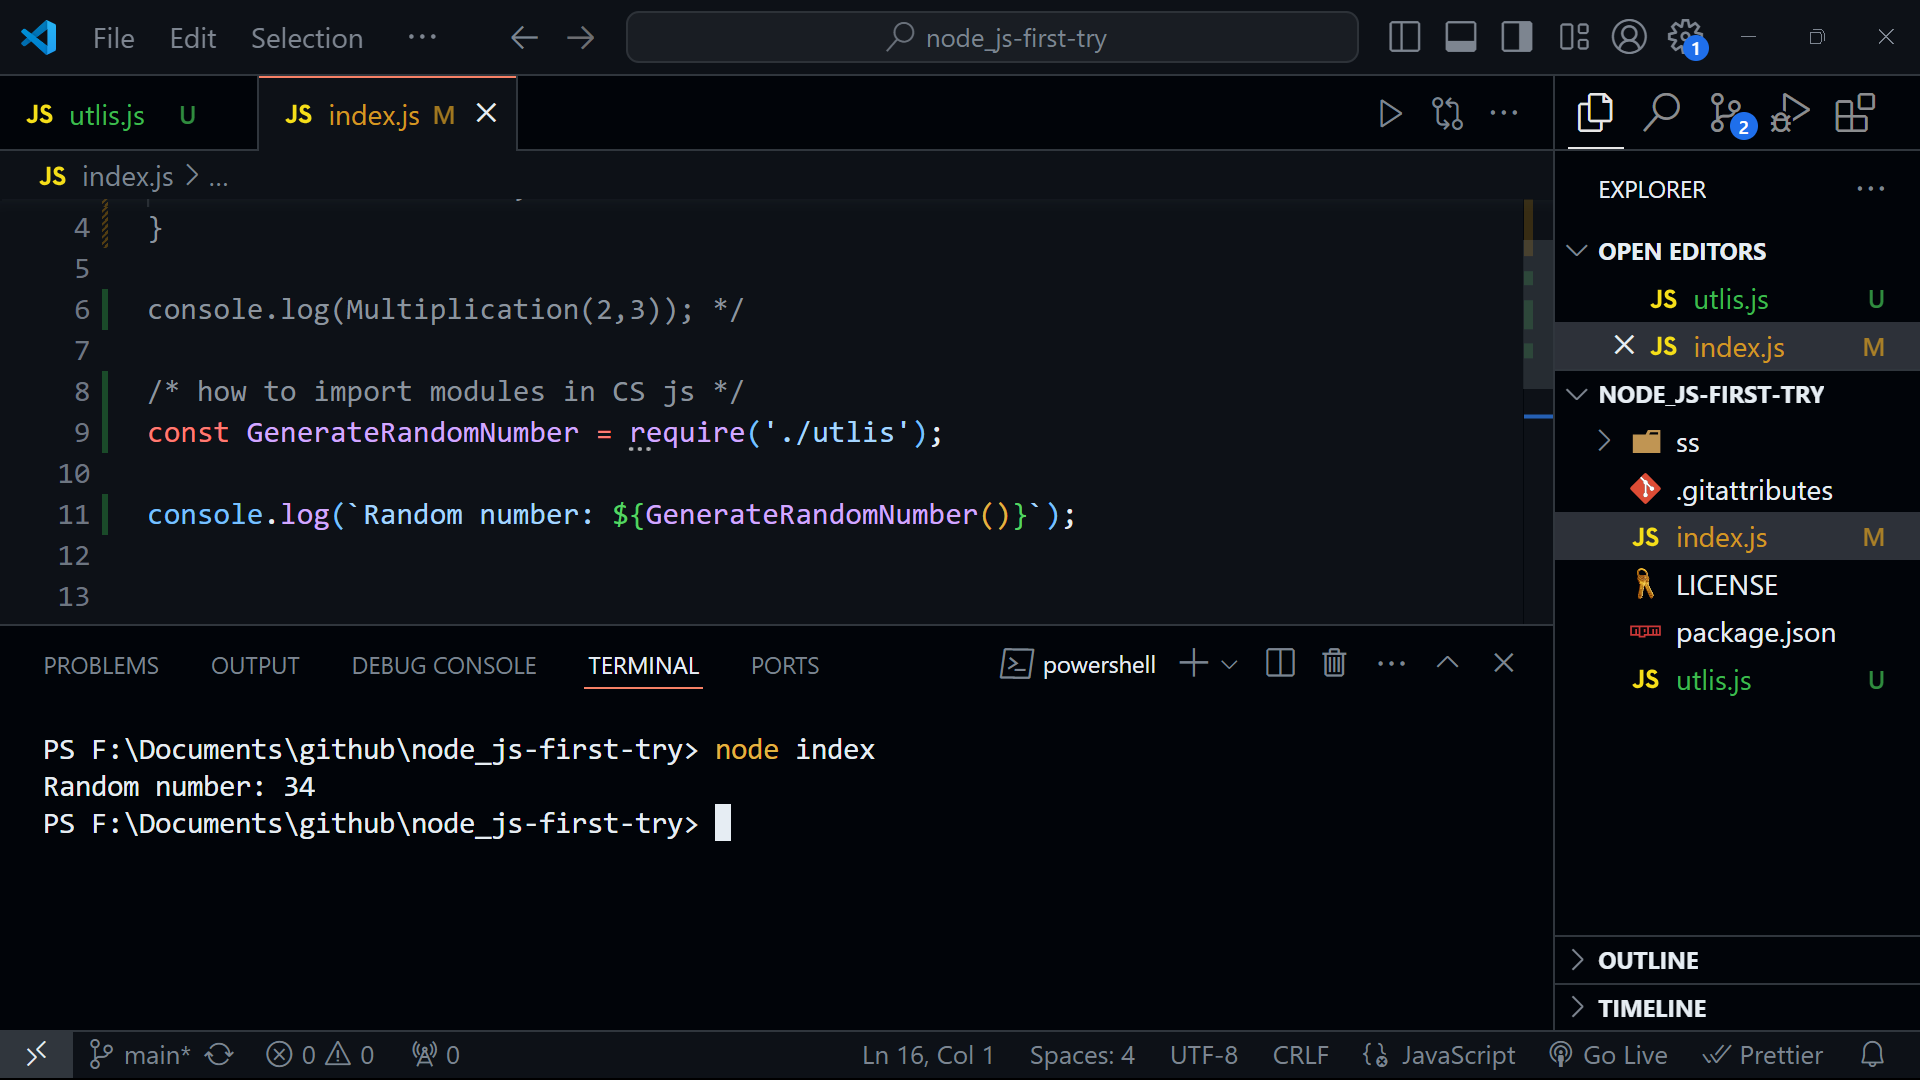 File Edit Selection ··· node_js-first-try 1
JS utlis.js U JS index.js M
JS index.js > ...
4 }
5
6 console.log(Multiplication(2,3)); */
7
8 /* how to import modules in CS js */
9 const GenerateRandomNumber = require('./utlis');
10
11 console.log(`Random number: ${GenerateRandomNumber()}`);
12
13
PROBLEMS OUTPUT DEBUG CONSOLE TERMINAL PORTS powershell
PS F:\Documents\github\node_js-first-try> node index
Random number: 34
PS F:\Documents\github\node_js-first-try>
2
EXPLORER
OPEN EDITORS
JS utlis.js U
JS index.js M
NODE_JS-FIRST-TRY
ss
.gitattributes
JS index.js M
LICENSE
package.json
JS utlis.js U
OUTLINE
TIMELINE
main* 0 0 0 Ln 16, Col 1 Spaces: 4 UTF-8 CRLF JavaScript Go Live Prettier